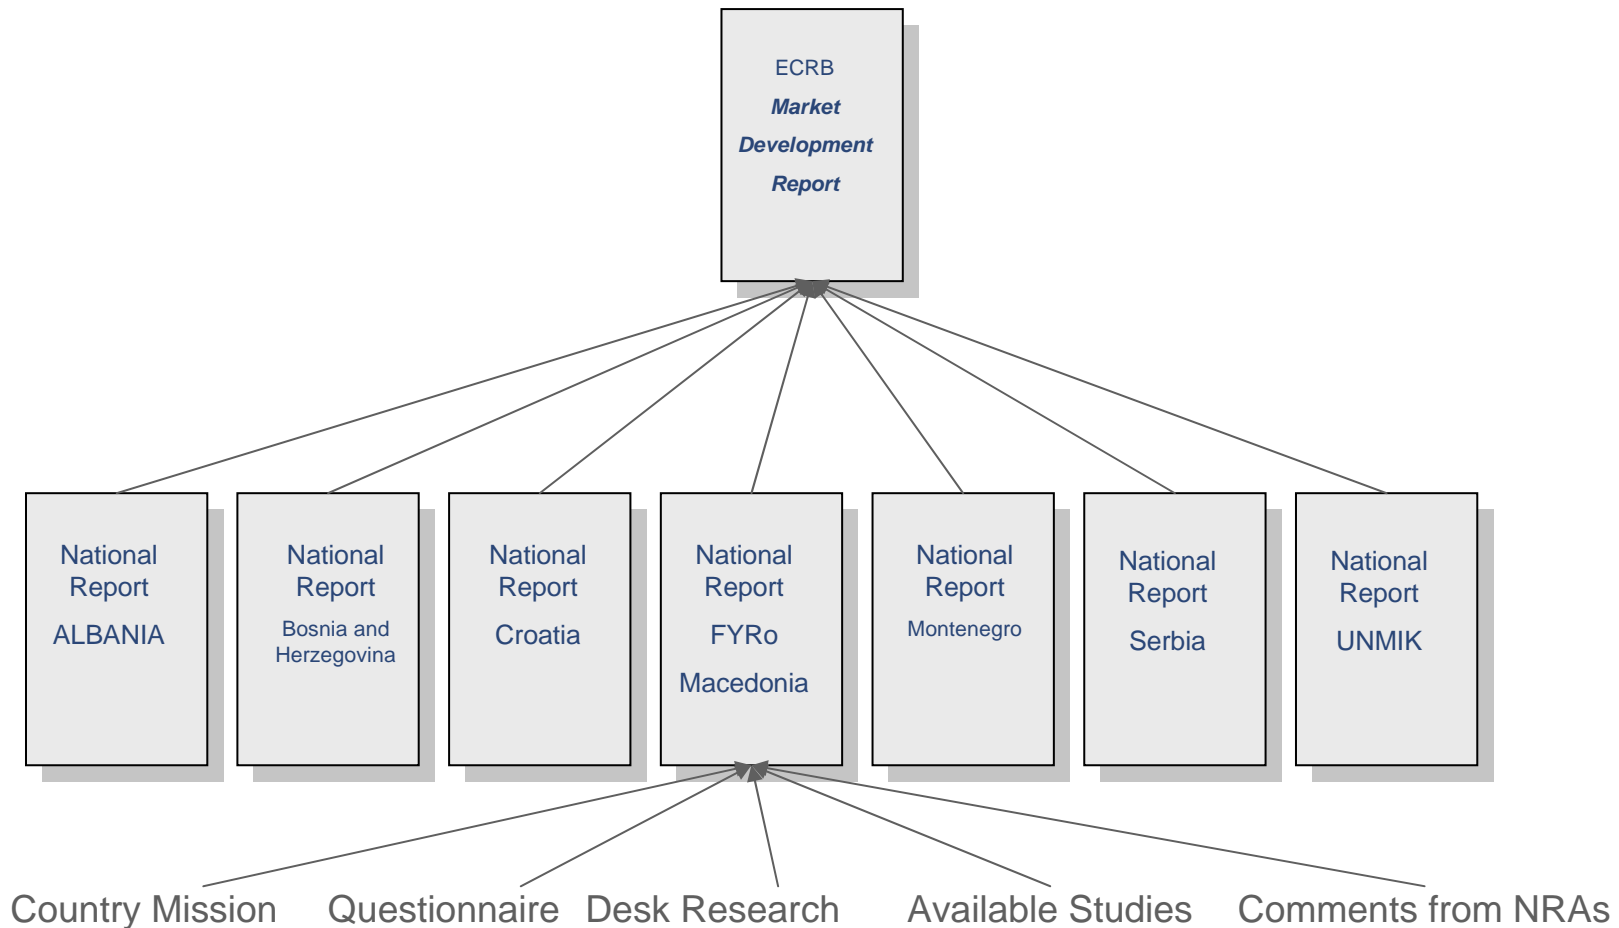 ECRB
Market
Development
Report
National
Report
ALBANIA
National
Report
Bosnia and
Herzegovina
National
Report
Croatia
National
Report
FYRo
Macedonia
National
Report
Montenegro
National
Report
Serbia
National
Report
UNMIK
Country Mission
Questionnaire
Desk Research
Available Studies
Comments from NRAs